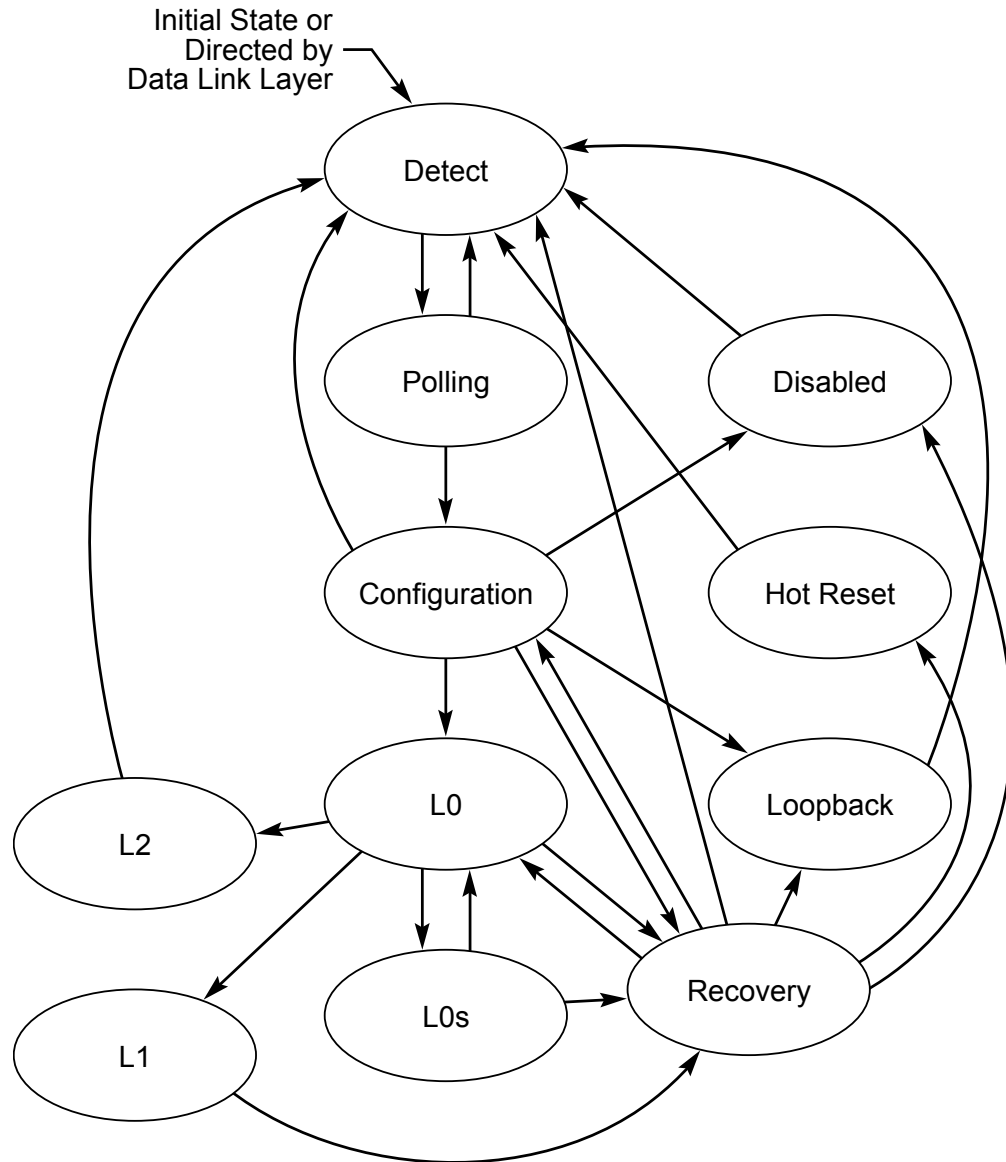 Initial State or
Directed by
Data Link Layer
Detect
Polling
Disabled
Configuration
Hot Reset
L0
Loopback
L2
Recovery
L0s
L1